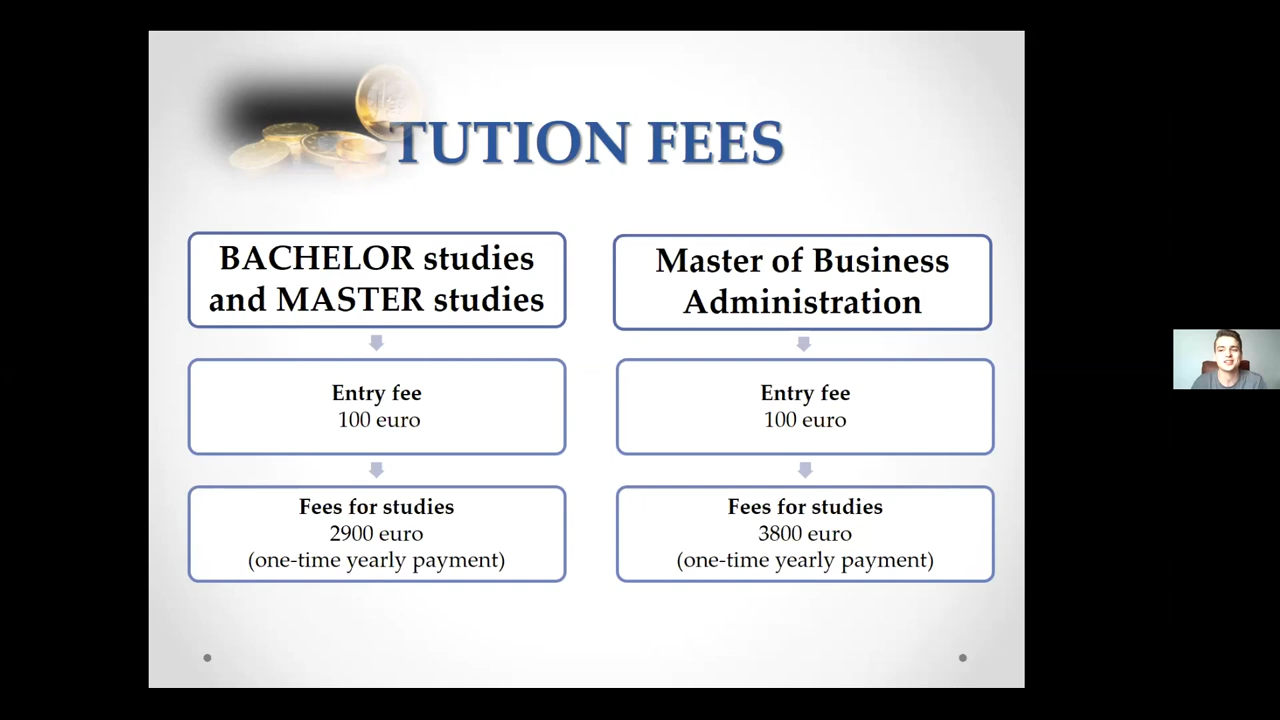 TUTION FEES
BACHELOR studies
and MASTER studies
Entry fee
100 euro
Fees for studies
2900 euro
(one-time yearly payment)
Master of Business
Administration
Entry fee
100 euro
Fees for studies
3800 euro
(one-time yearly payment)